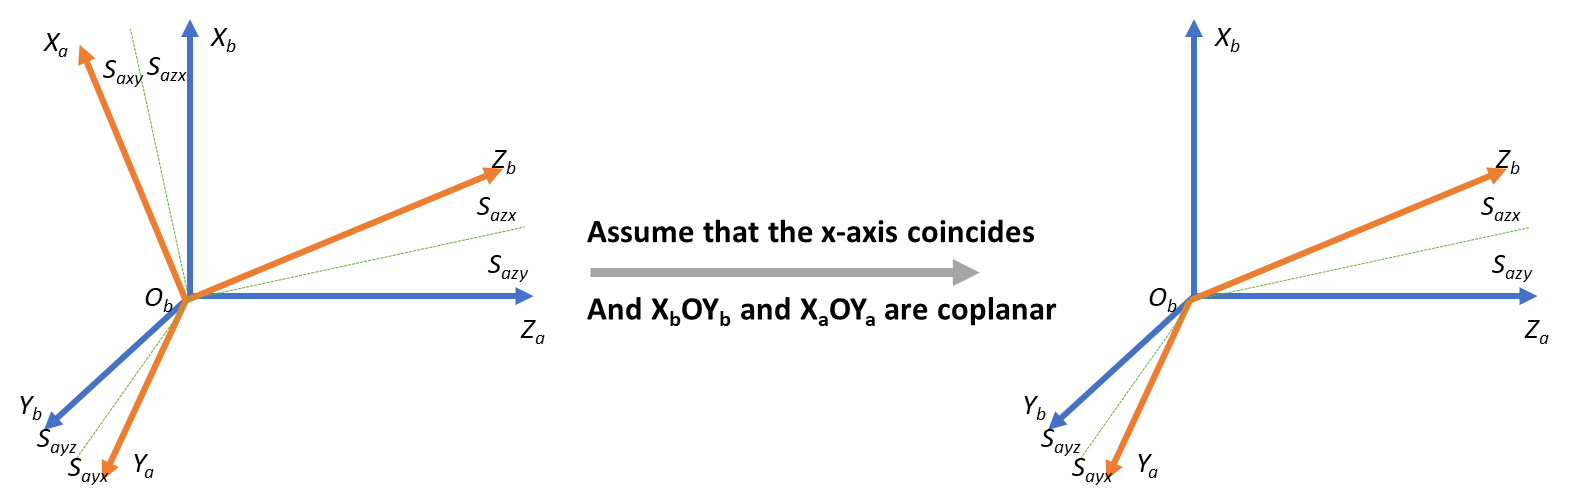 Xa
Saxy
Sazx
Xb
Zb
Sazx
Sazy
Ob
Za
Yb
Sayz
Sayx
Ya
Assume that the x-axis coincides
And XbOYb and XaOYa are coplanar
Xb
Zb
Sazx
Sazy
Ob
Za
Yb
Sayz
Sayx
Ya